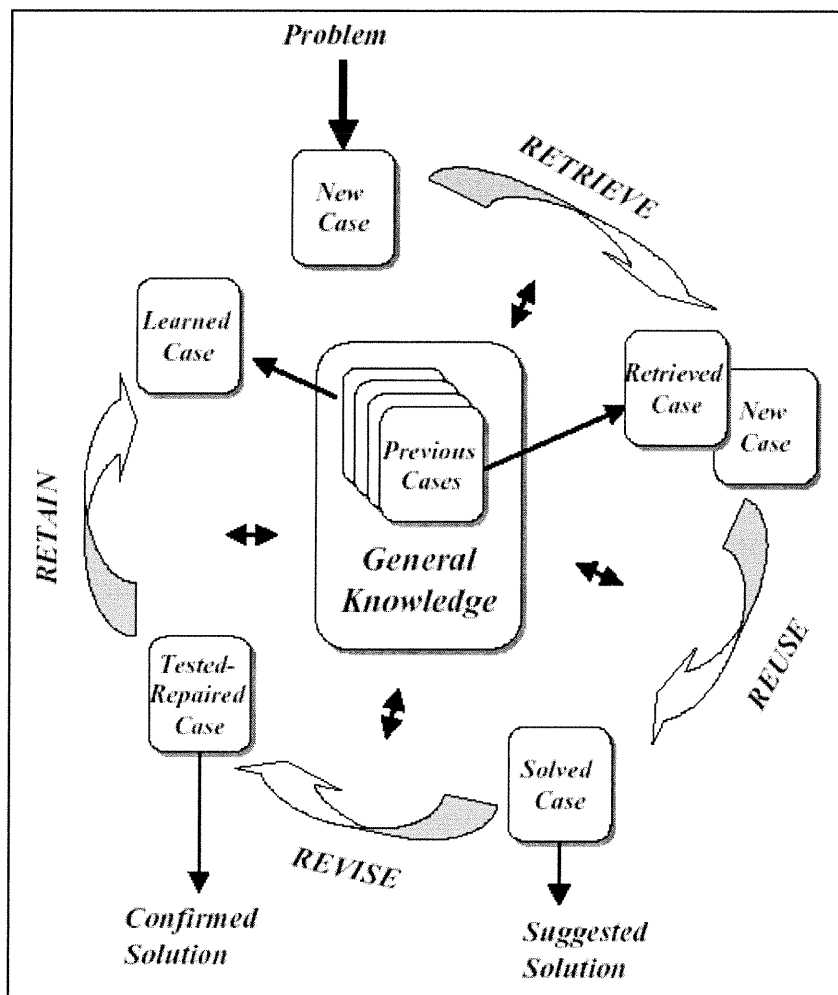 Problem
New
Case
RETRIEVE
Learned
Case
Retrieved
Case
New
Case
Previous
Cases
General
Knowledge
RETAIN
REUSE
Tested-
Repaired
Case
Solved
Case
REVISE
Confirmed
Solution
Suggested
Solution